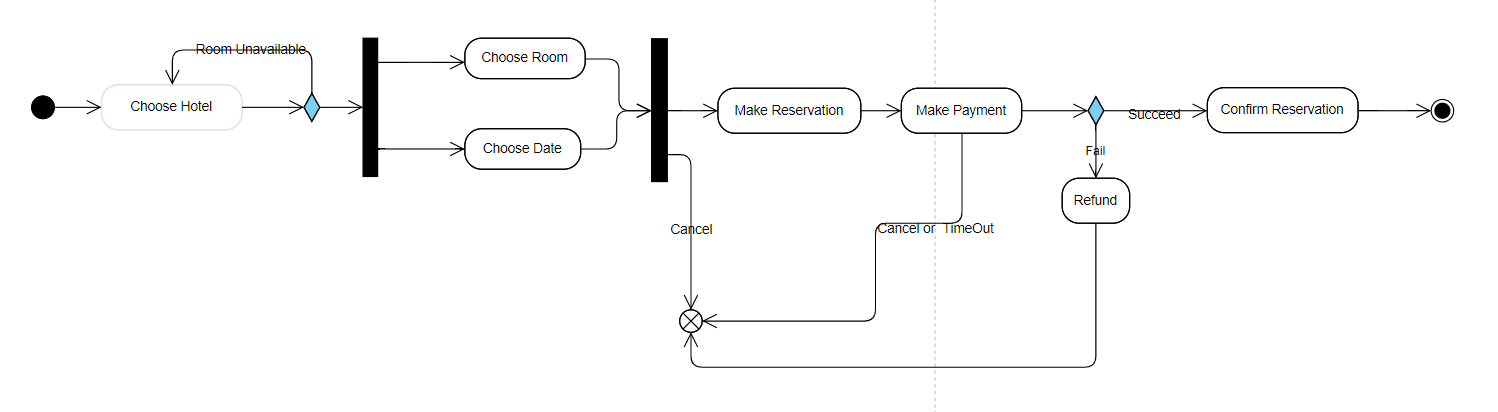 Room Unavailable
Choose Hotel
Choose Room
Choose Date
Make Reservation
Make Payment
Succeed
Confirm Reservation
Fail
Refund
Cancel
Cancel or  TimeOut